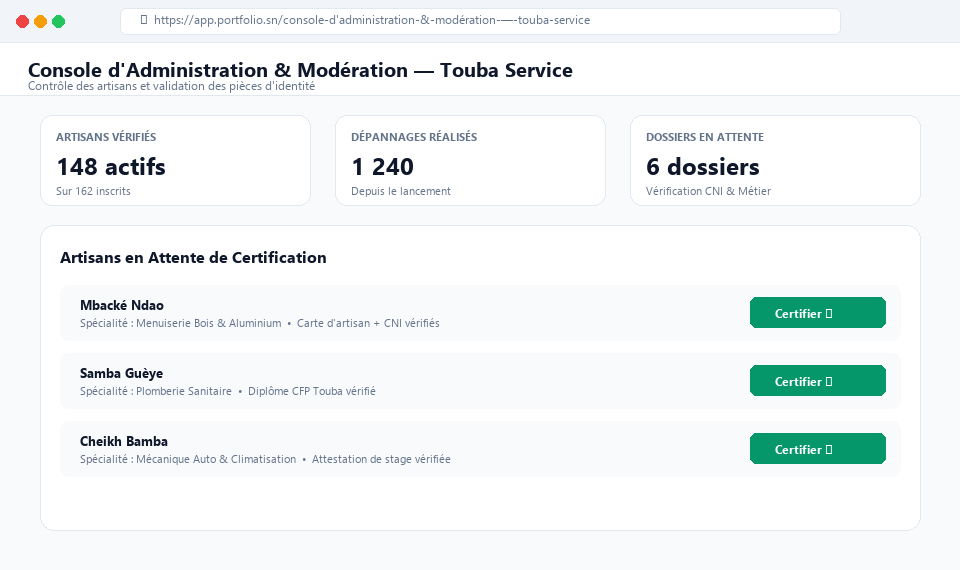 https://app.portfolio.sn/console-d'administration-&-modération-—-touba-service
Console d'Administration & Modération — Touba Service
Contrôle des artisans et validation des pièces d'identité
ARTISANS VÉRIFIÉS
148 actifs
Sur 162 inscrits
DÉPANNAGES RÉALISÉS
1 240
Depuis le lancement
DOSSIERS EN ATTENTE
6 dossiers
Vérification CNI & Métier
Artisans en Attente de Certification
Mbacké Ndao
Spécialité : Menuiserie Bois & Aluminium • Carte d'artisan + CNI vérifiés
Certifier
Samba Guèye
Spécialité : Plomberie Sanitaire • Diplôme CFP Touba vérifié
Certifier
Cheikh Bamba
Spécialité : Mécanique Auto & Climatisation • Attestation de stage vérifiée
Certifier